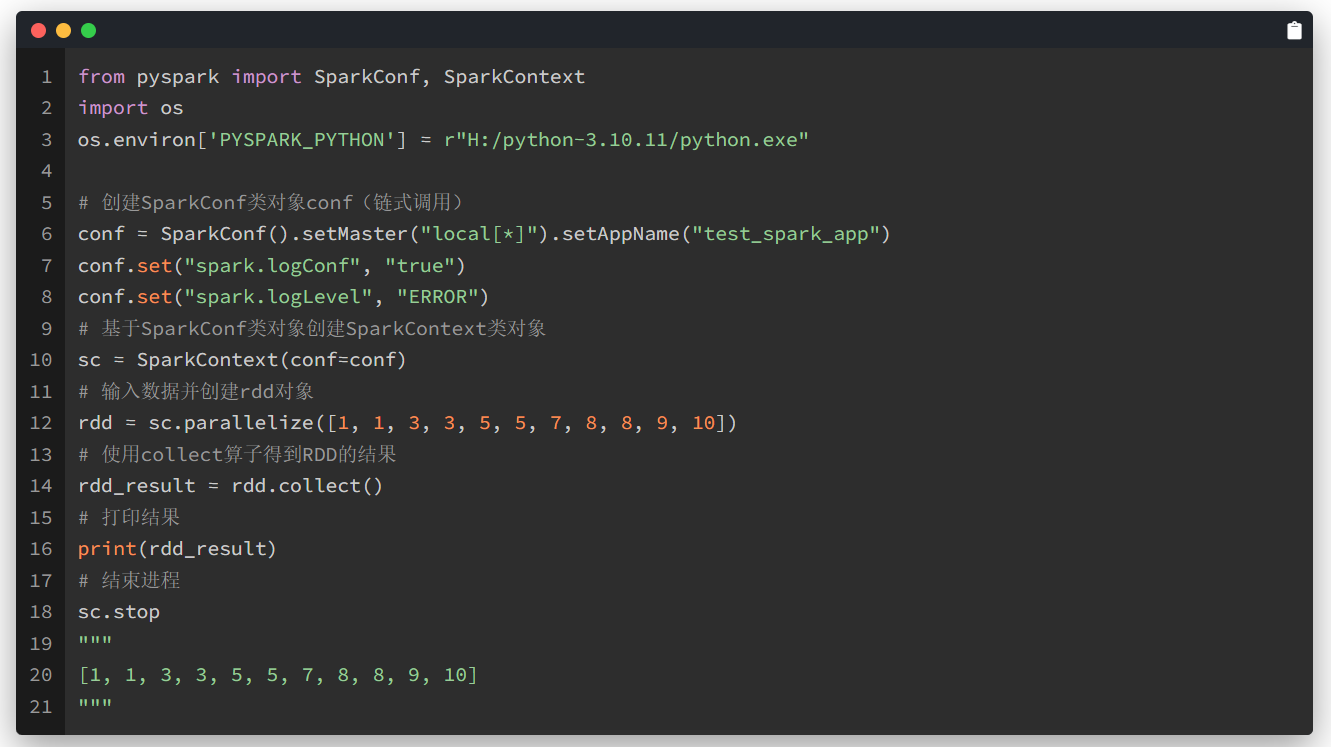 1 from pyspark import SparkConf, SparkContext
2 import os
3 os.environ['PYSPARK_PYTHON'] = r"H:/python-3.10.11/python.exe"
4
5 # 创建SparkConf类对象conf（链式调用）
6 conf = SparkConf().setMaster("local[*]").setAppName("test_spark_app")
7 conf.set("spark.logConf", "true")
8 conf.set("spark.logLevel", "ERROR")
9 # 基于SparkConf类对象创建SparkContext类对象
10 sc = SparkContext(conf=conf)
11 # 输入数据并创建rdd对象
12 rdd = sc.parallelize([1, 1, 3, 3, 5, 5, 7, 8, 8, 9, 10])
13 # 使用collect算子得到RDD的结果
14 rdd_result = rdd.collect()
15 # 打印结果
16 print(rdd_result)
17 # 结束进程
18 sc.stop
19 """
20 [1, 1, 3, 3, 5, 5, 7, 8, 8, 9, 10]
21 """